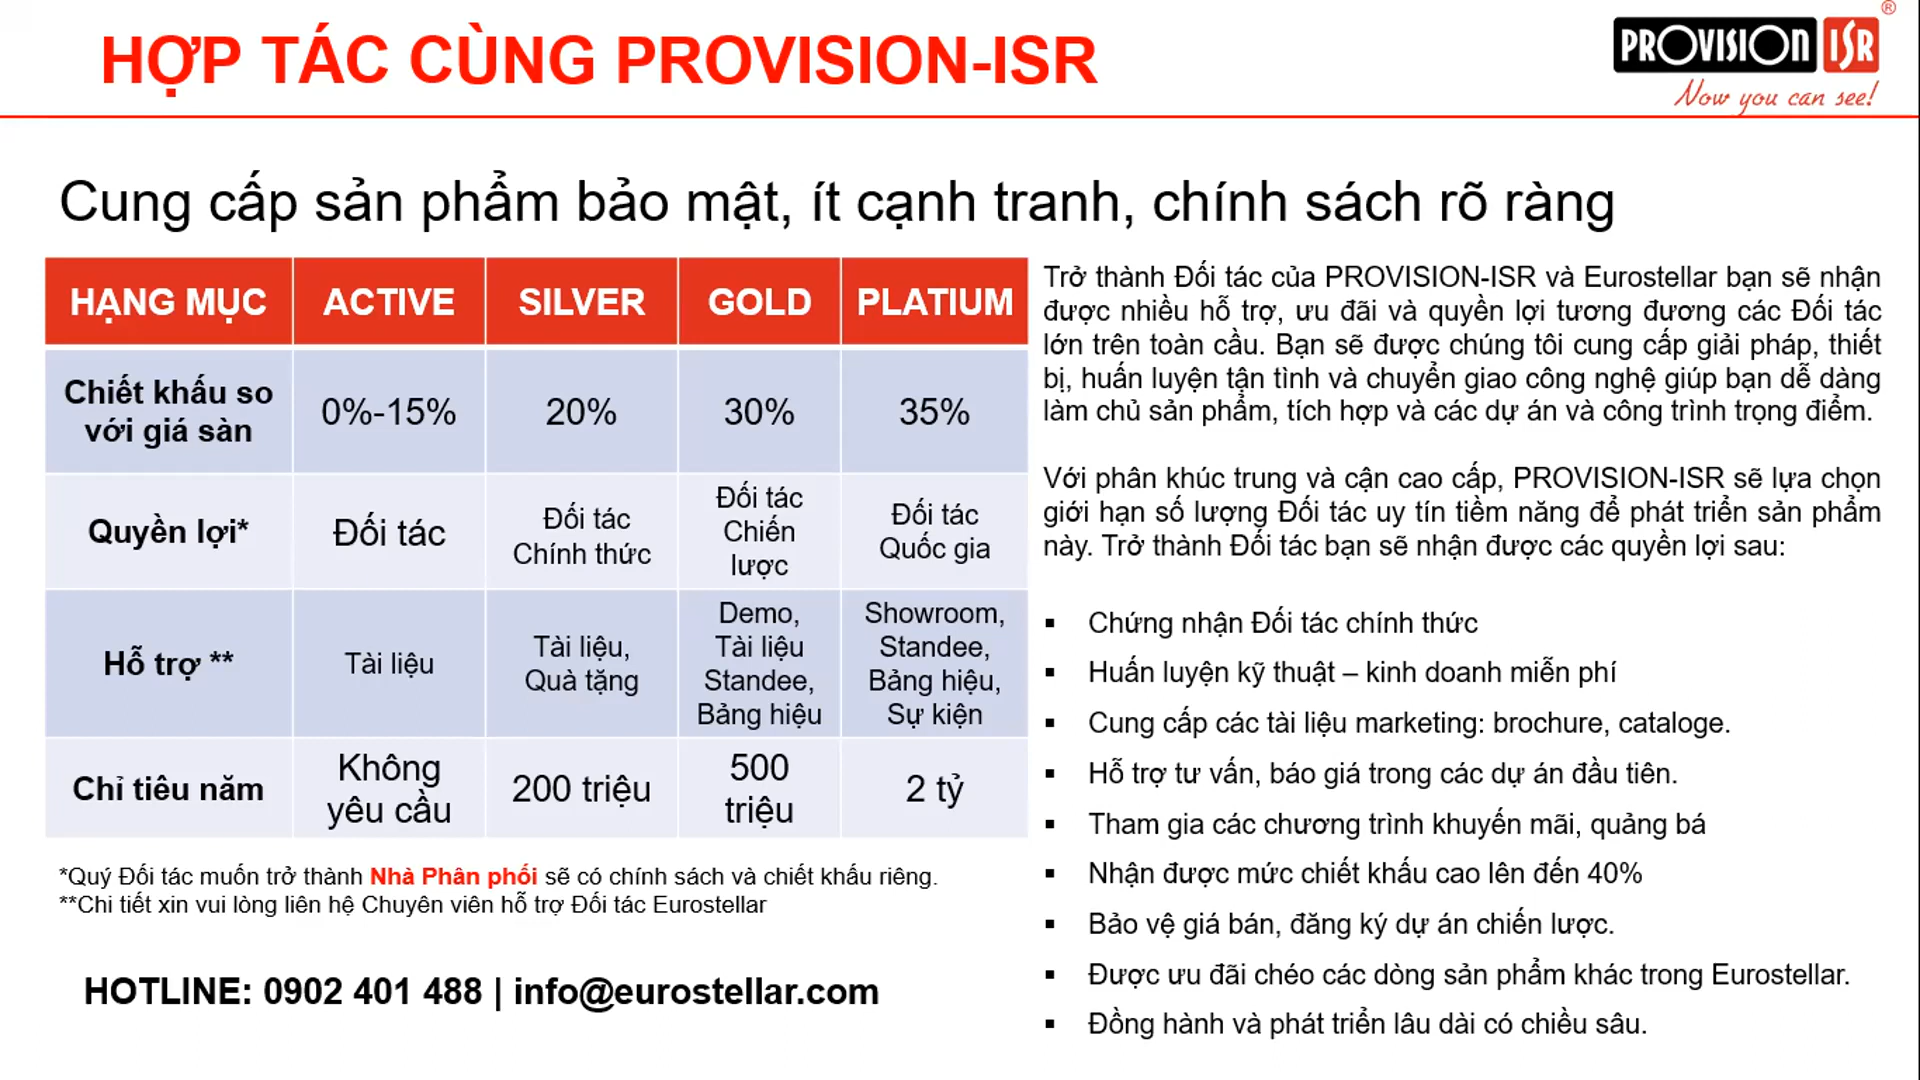 HỢP TÁC CÙNG PROVISION-ISR
PROVISION ISR ®
Now you can see!
Cung cấp sản phẩm bảo mật, ít cạnh tranh, chính sách rõ ràng
HẠNG MỤC ACTIVE SILVER GOLD PLATIUM
Chiết khấu so
với giá sàn
0%-15%
20%
30%
35%
Quyền lợi*
Đối tác
Đối tác
Chính thức
Đối tác
Chiến
lược
Đối tác
Quốc gia
Hỗ trợ **
Tài liệu
Tài liệu,
Quà tặng
Demo,
Tài liệu
Standee,
Bảng hiệu
Showroom,
Standee,
Bảng hiệu,
Sự kiện
Chỉ tiêu năm
Không
yêu cầu
200 triệu
500
triệu
2 tỷ
*Quý Đối tác muốn trở thành Nhà Phân phối sẽ có chính sách và chiết khấu riêng.
**Chi tiết xin vui lòng liên hệ Chuyên viên hỗ trợ Đối tác Eurostellar
HOTLINE: 0902 401 488 | info@eurostellar.com
Trở thành Đối tác của PROVISION-ISR và Eurostellar bạn sẽ nhận
được nhiều hỗ trợ, ưu đãi và quyền lợi tương đương các Đối tác
lớn trên toàn cầu. Bạn sẽ được chúng tôi cung cấp giải pháp, thiết
bị, huấn luyện tận tình và chuyển giao công nghệ giúp bạn dễ dàng
làm chủ sản phẩm, tích hợp và các dự án và công trình trọng điểm.
Với phân khúc trung và cận cao cấp, PROVISION-ISR sẽ lựa chọn
giới hạn số lượng Đối tác uy tín tiềm năng để phát triển sản phẩm
này. Trở thành Đối tác bạn sẽ nhận được các quyền lợi sau:
▪ Chứng nhận Đối tác chính thức
▪ Huấn luyện kỹ thuật – kinh doanh miễn phí
▪ Cung cấp các tài liệu marketing: brochure, cataloge.
▪ Hỗ trợ tư vấn, báo giá trong các dự án đầu tiên.
▪ Tham gia các chương trình khuyến mãi, quảng bá
▪ Nhận được mức chiết khấu cao lên đến 40%
▪ Bảo vệ giá bán, đăng ký dự án chiến lược.
▪ Được ưu đãi chéo các dòng sản phẩm khác trong Eurostellar.
▪ Đồng hành và phát triển lâu dài có chiều sâu.